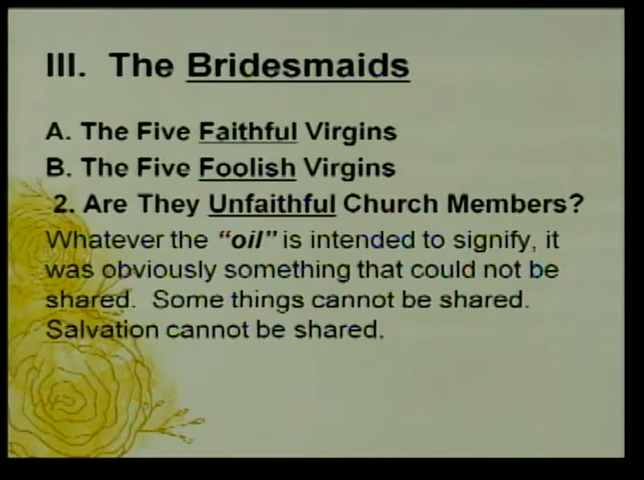 III. The Bridesmaids
A. The Five Faithful Virgins
B. The Five Foolish Virgins
2. Are They Unfaithful Church Members?
Whatever the “oil” is intended to signify, it
was obviously something that could not be
shared. Some things cannot be shared.
Salvation cannot be shared.